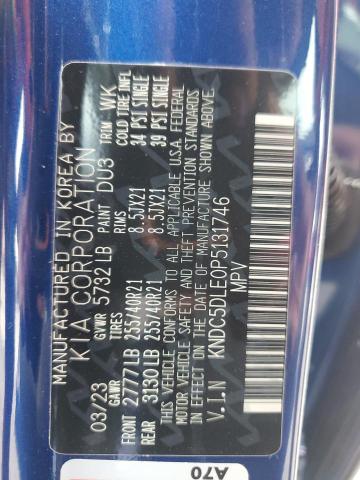 MANUFACTURED IN KOREA BY
KIA CORPORATION
03/23 GVWR 5732 LB PAINT DU3 TRIM WK
GAWR TIRES RIMS COLD TIRE INFL
FRONT 2777 LB 255/40R21 8.5JX21 34 PSI SINGLE
REAR 3130 LB 255/40R21 8.5JX21 39 PSI SINGLE
THIS VEHICLE CONFORMS TO ALL APPLICABLE U.S.A. FEDERAL
MOTOR VEHICLE SAFETY AND THEFT PREVENTION STANDARDS
IN EFFECT ON THE DATE OF MANUFACTURE SHOWN ABOVE.
V.I.N KNDC5DLE0P5131746
MPV
A70